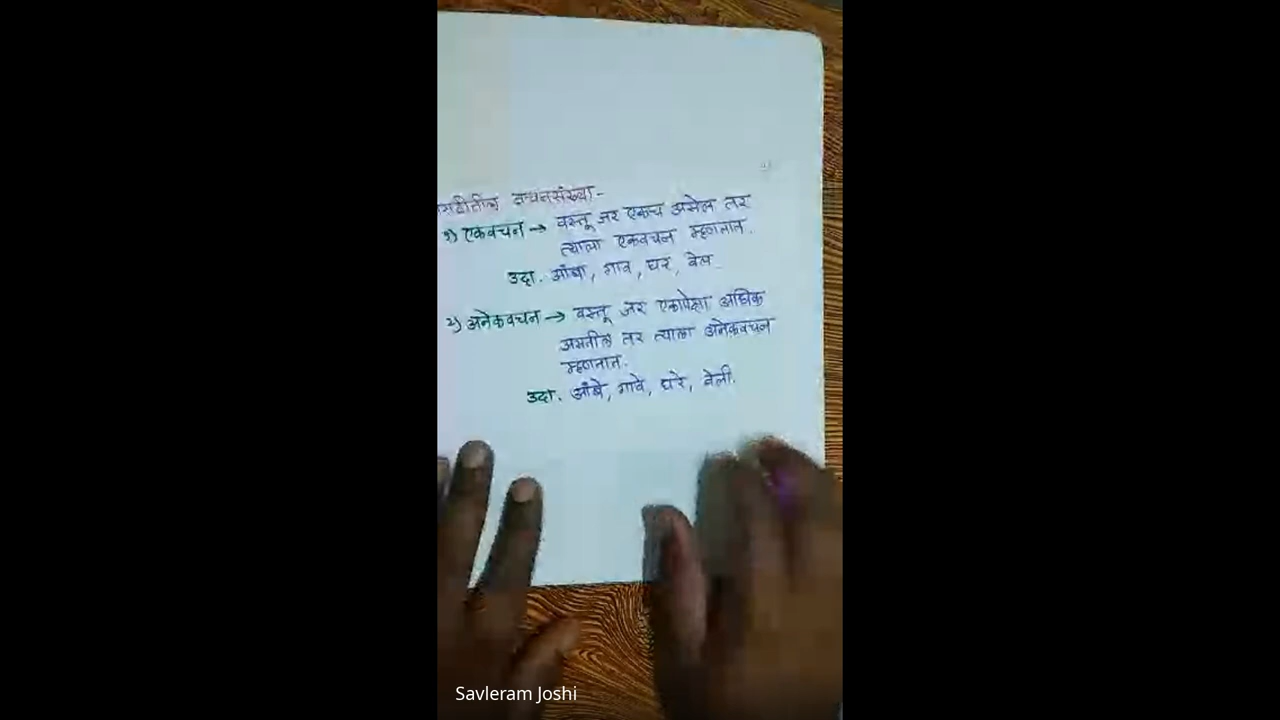 मराठीतील वचनसंख्या-
१) एकवचन → वस्तू जर एकच असेल तर
त्याला एकवचन म्हणतात.
उदा. आंबा, गाव, घर, वेल.
२) अनेकवचन → वस्तू जर एकापेक्षा अधिक
असतील तर त्याला अनेकवचन
म्हणतात.
उदा. आंबे, गावे, घरे, वेली.
Savleram Joshi